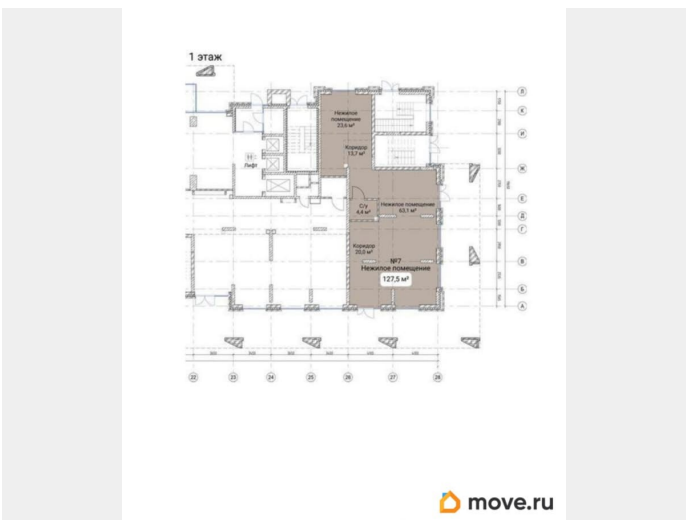 1 этаж
Л
К
И
Ж
Е
Д
Г
В
Б
А
Нежилое
помещение
23,6 м²
Коридор
13,7 м²
Лифт
С/у
4,4 м²
Нежилое помещение
63,1 м²
Коридор
20,0 м²
№7
Нежилое помещение
127,5 м²
22
23
24
25
26
27
28
move.ru